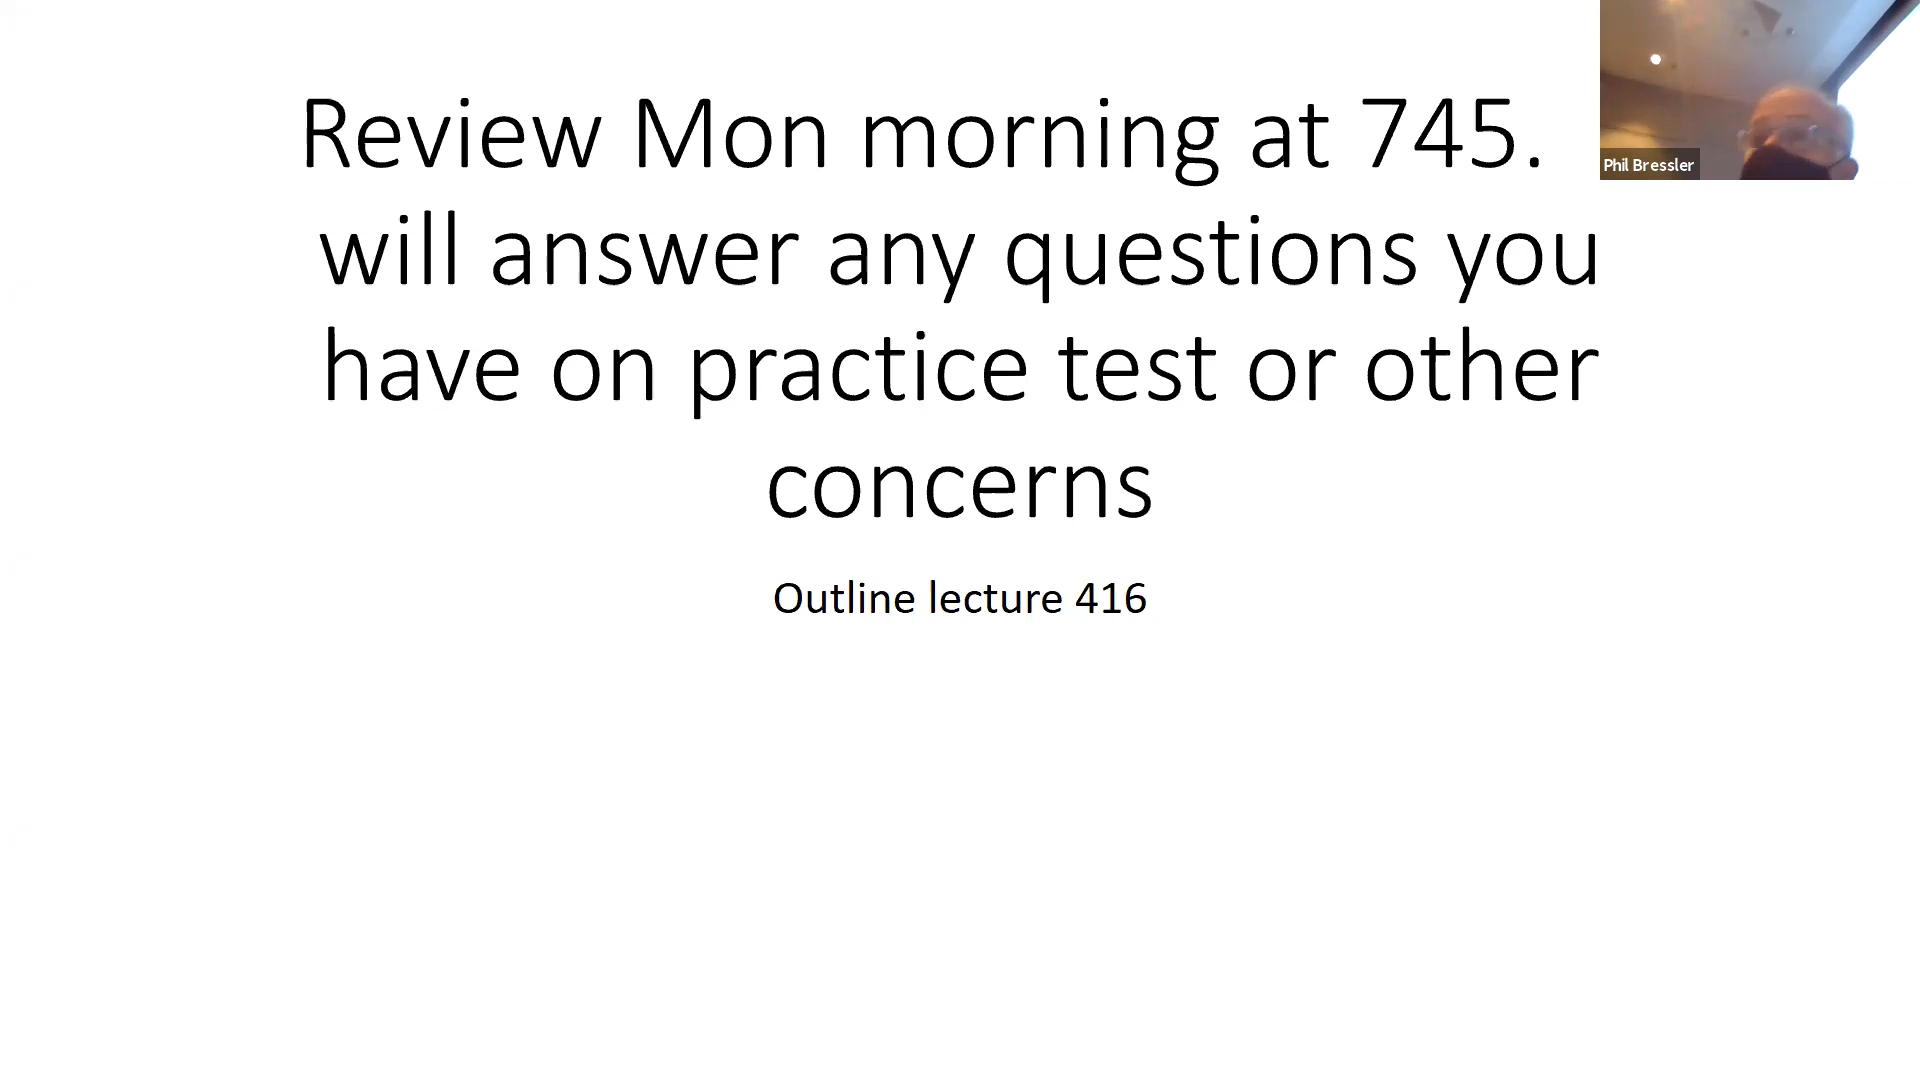 Review Mon morning at 745.
will answer any questions you
have on practice test or other
concerns
Outline lecture 416
Phil Bressler